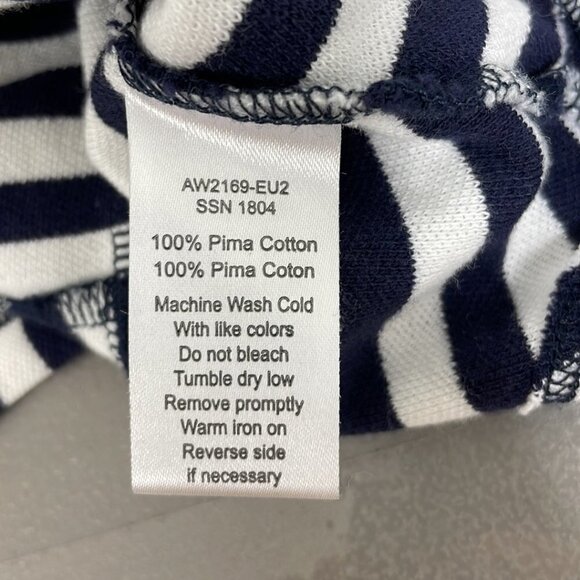 AW2169-EU2
SSN 1804
100% Pima Cotton
100% Pima Coton
Machine Wash Cold
With like colors
Do not bleach
Tumble dry low
Remove promptly
Warm iron on
Reverse side
if necessary